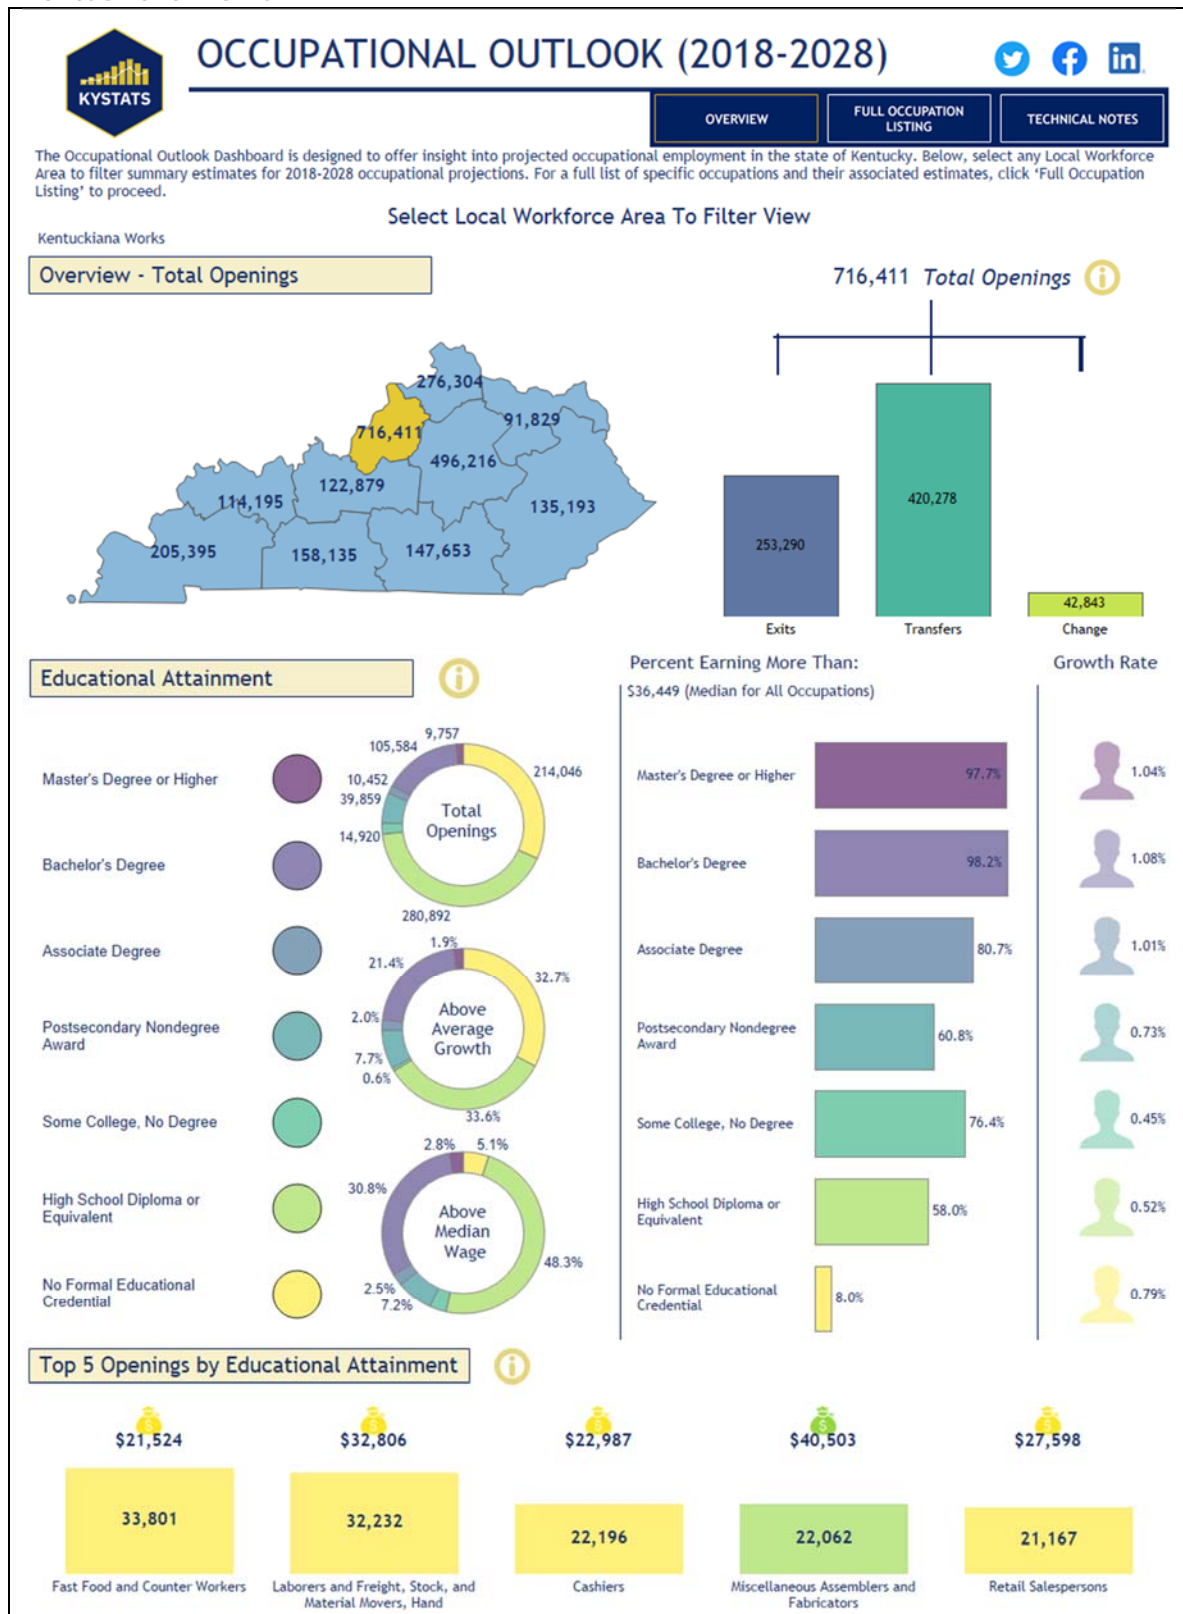 OCCUPATIONAL OUTLOOK (2018-2028)
KYSTATS
in
OVERVIEW
FULL OCCUPATION
LISTING
TECHNICAL NOTES
The Occupational Outlook Dashboard is designed to offer insight into projected occupational employment in the state of Kentucky. Below, select any Local Workforce
Area to filter summary estimates for 2018-2028 occupational projections. For a full list of specific occupations and their associated estimates, click 'Full Occupation
Listing' to proceed.
Select Local Workforce Area To Filter View
Kentuckiana Works
Overview - Total Openings
716,411 Total Openings
276,304
91,829
716,411
496,216
122,879
114,195
135,193
205,395
158,135
147,653
253,290
420,278
42,843
Exits
Transfers
Change
Educational Attainment
Percent Earning More Than:
$36,449 (Median for All Occupations)
Growth Rate
Master's Degree or Higher
Bachelor's Degree
Associate Degree
Postsecondary Nondegree
Award
Some College, No Degree
High School Diploma or
Equivalent
No Formal Educational
Credential
9,757
105,584
10,452
39,859
14,920
214,046
280,892
Total
Openings
1.9%
21.4%
2.0%
7.7%
0.6%
32.7%
33.6%
Above
Average
Growth
2.8%
5.1%
30.8%
2.5%
7.2%
48.3%
Above
Median
Wage
Master's Degree or Higher
97.7%
1.04%
Bachelor's Degree
98.2%
1.08%
Associate Degree
80.7%
1.01%
Postsecondary Nondegree
Award
60.8%
0.73%
Some College, No Degree
76.4%
0.45%
High School Diploma or
Equivalent
58.0%
0.52%
No Formal Educational
Credential
8.0%
0.79%
Top 5 Openings by Educational Attainment
$21,524
$32,806
$22,987
$40,503
$27,598
33,801
32,232
22,196
22,062
21,167
Fast Food and Counter Workers
Laborers and Freight, Stock, and
Material Movers, Hand
Cashiers
Miscellaneous Assemblers and
Fabricators
Retail Salespersons